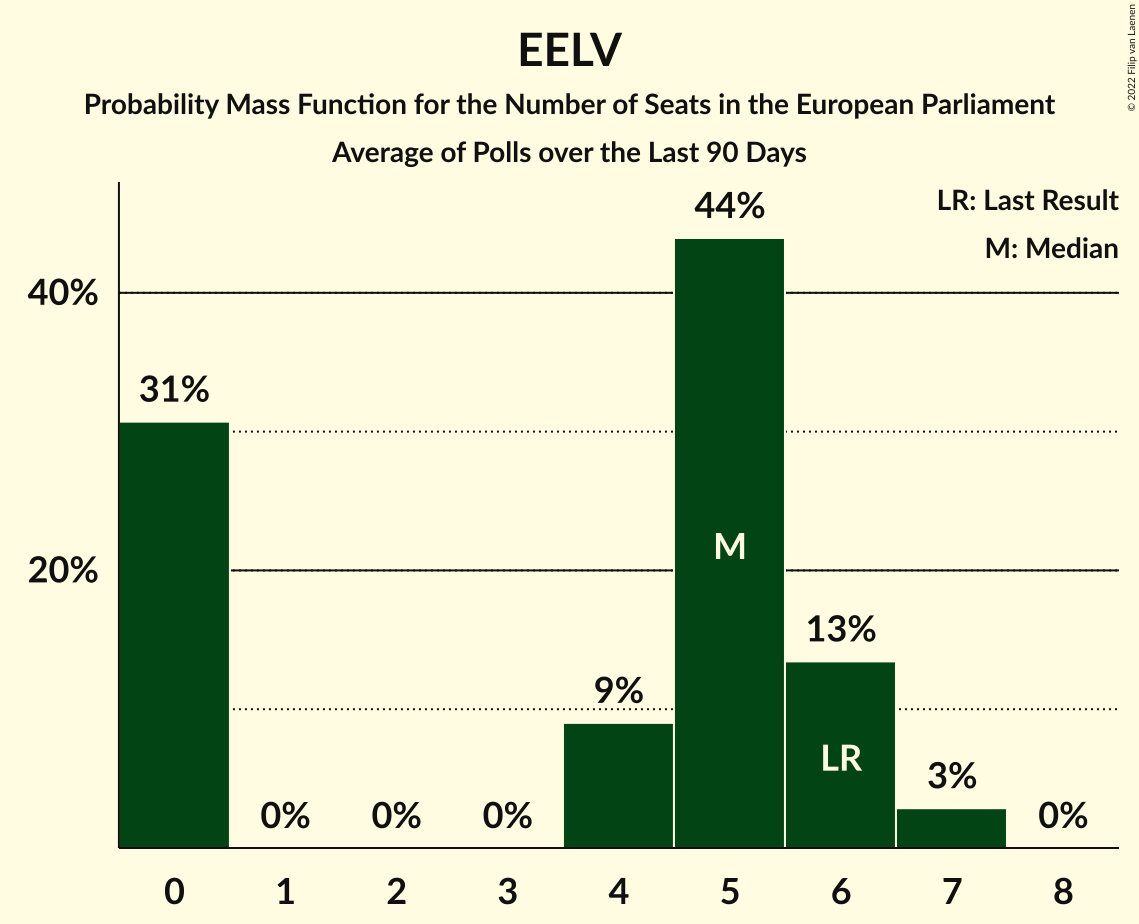 EELV
Probability Mass Function for the Number of Seats in the European Parliament
Average of Polls over the Last 90 Days
© 2022 Filip van Laenen
LR: Last Result
M: Median
40%
20%
31%
0%
0%
0%
9%
44%
13%
3%
0%
M
LR
0 1 2 3 4 5 6 7 8